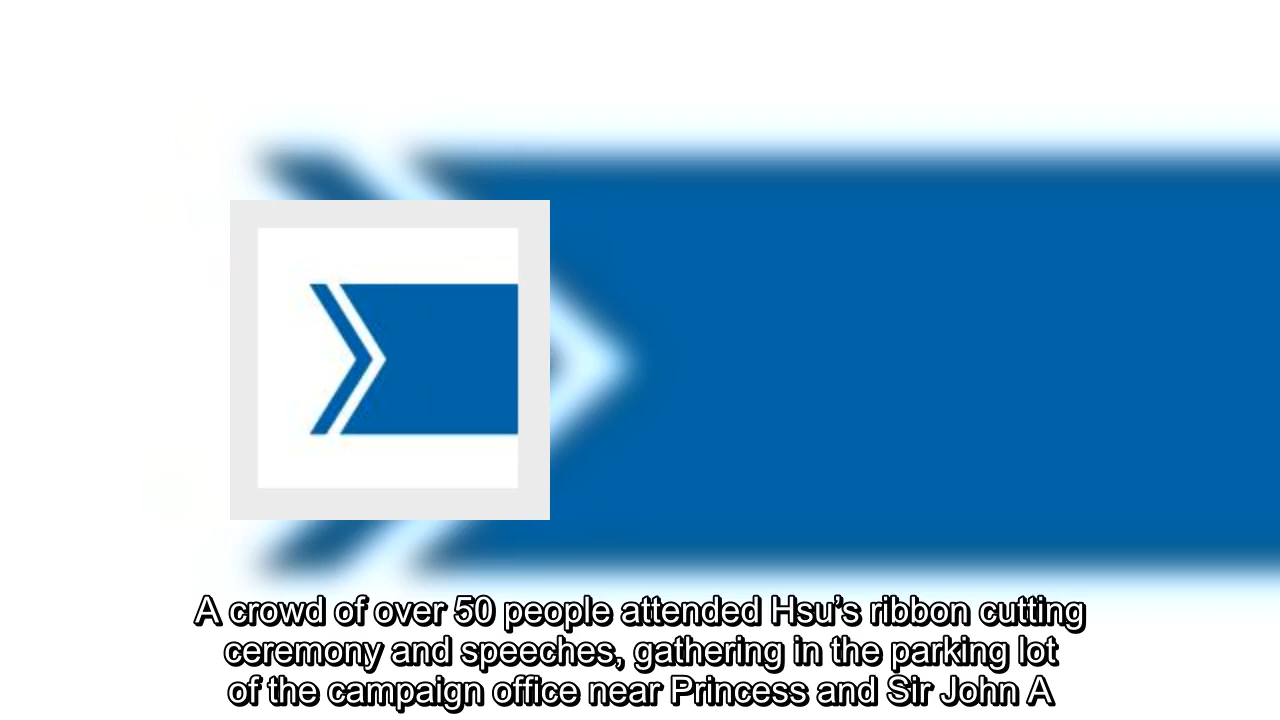 A crowd of over 50 people attended Hsu’s ribbon cutting
ceremony and speeches, gathering in the parking lot
of the campaign office near Princess and Sir John A